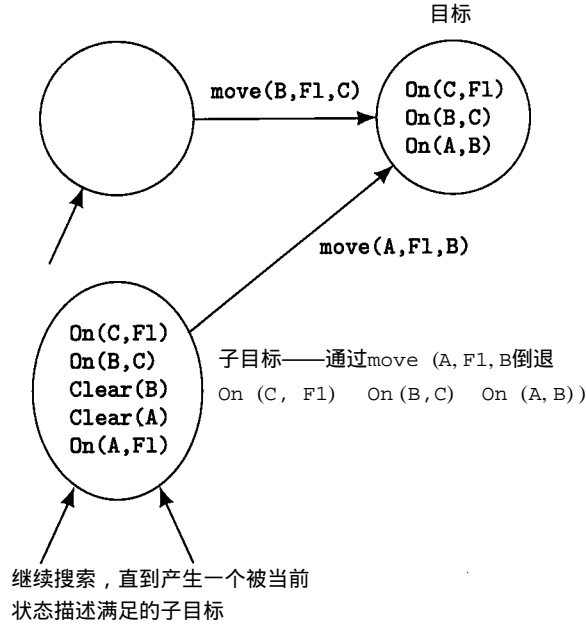 目标
move(B,Fl,C)
On(C,Fl)
On(B,C)
On(A,B)
move(A,Fl,B)
On(C,Fl)
On(B,C)
Clear(B)
Clear(A)
On(A,Fl)
子目标——通过move (A,F1,B倒退
On (C, F1) On(B,C) On (A,B))
继续搜索，直到产生一个被当前
状态描述满足的子目标